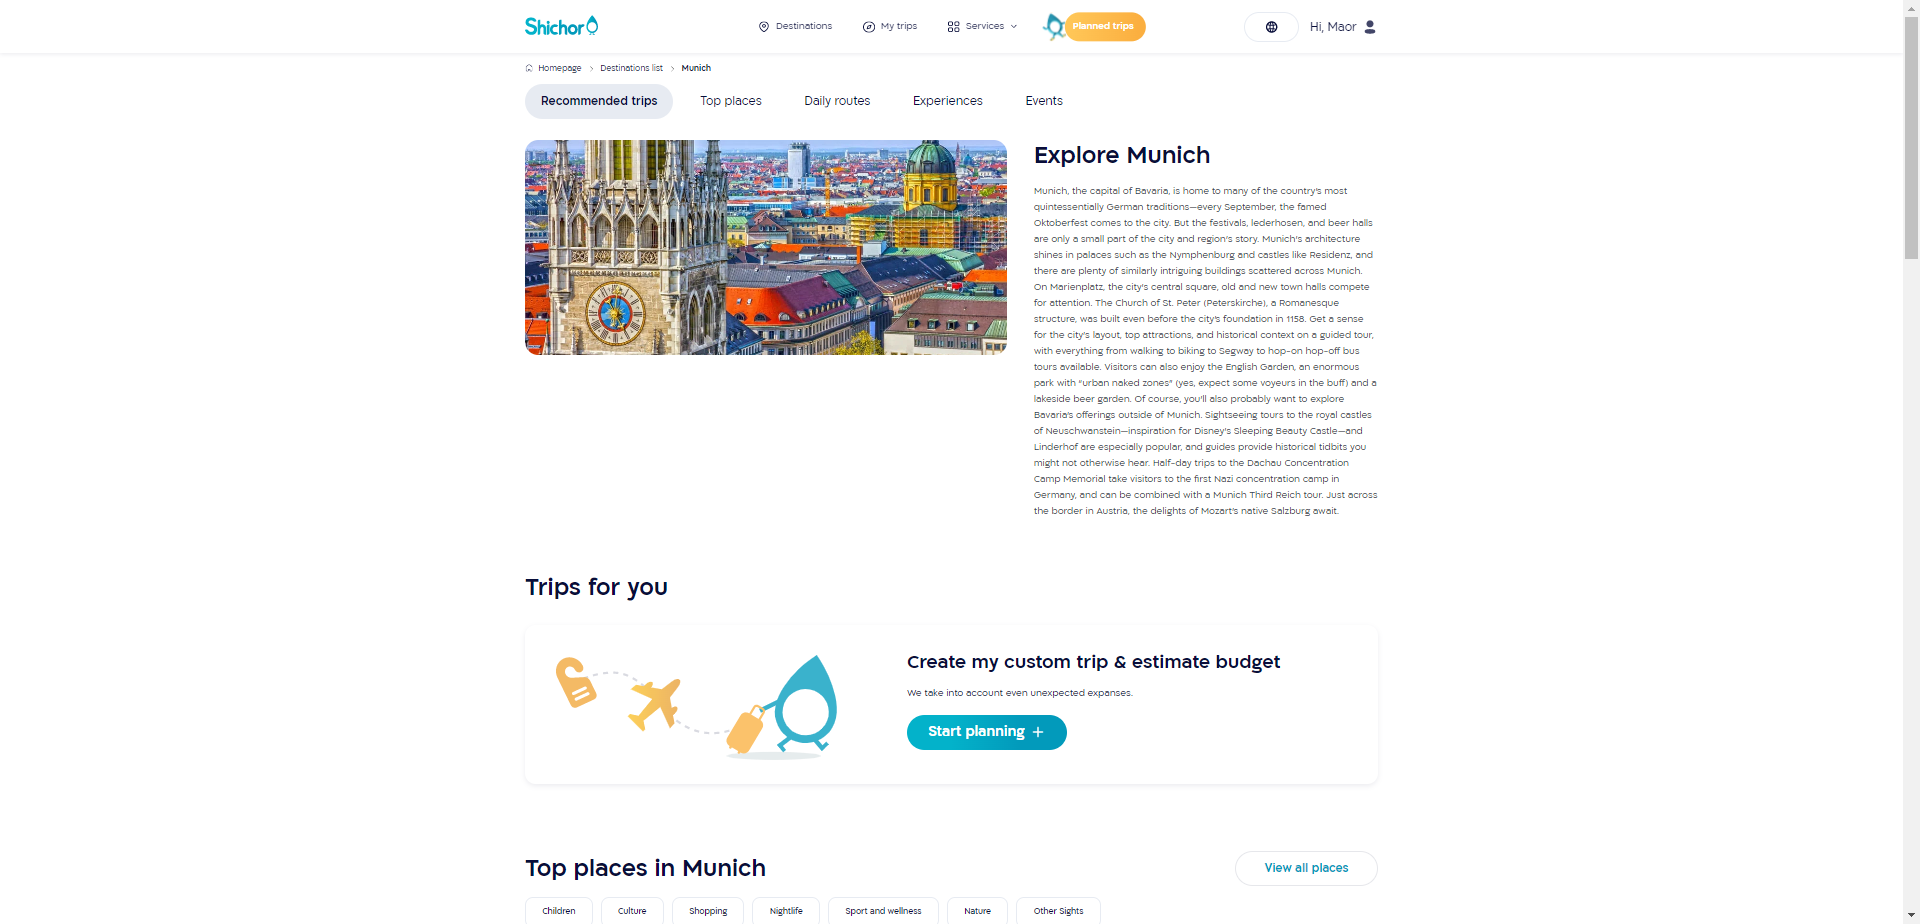 Shichor
Destinations
My trips
Services
Planned trips
Hi, Maor
Homepage
Destinations list
Munich
Recommended trips
Top places
Daily routes
Experiences
Events
Explore Munich
Munich, the capital of Bavaria, is home to many of the country's most
quintessentially German traditions—every September, the famed
Oktoberfest comes to the city. But the festivals, lederhosen, and beer halls
are only a small part of the city and region's story. Munich's architecture
shines in palaces such as the Nymphenburg and castles like Residenz, and
there are plenty of similarly intriguing buildings scattered across Munich.
On Marienplatz, the city's central square, old and new town halls compete
for attention. The Church of St. Peter (Peterskirche), a Romanesque
structure, was built even before the city's foundation in 1158. Get a sense
for the city's layout, top attractions, and historical context on a guided tour,
with everything from walking to biking to Segway to hop-on hop-off bus
tours available. Visitors can also enjoy the English Garden, an enormous
park with "urban naked zones" (yes, expect some voyeurs in the buff) and a
lakeside beer garden. Of course, you'll also probably want to explore
Bavaria's offerings outside of Munich. Sightseeing tours to the royal castles
of Neuschwanstein—inspiration for Disney's Sleeping Beauty Castle—and
Linderhof are especially popular, and guides provide historical tidbits you
might not otherwise hear. Half-day trips to the Dachau Concentration
Camp Memorial take visitors to the first Nazi concentration camp in
Germany, and can be combined with a Munich Third Reich tour. Just across
the border in Austria, the delights of Mozart's native Salzburg await.
Trips for you
Create my custom trip & estimate budget
We take into account even unexpected expanses.
Start planning +
Top places in Munich
View all places
Children
Culture
Shopping
Nightlife
Sport and wellness
Nature
Other Sights